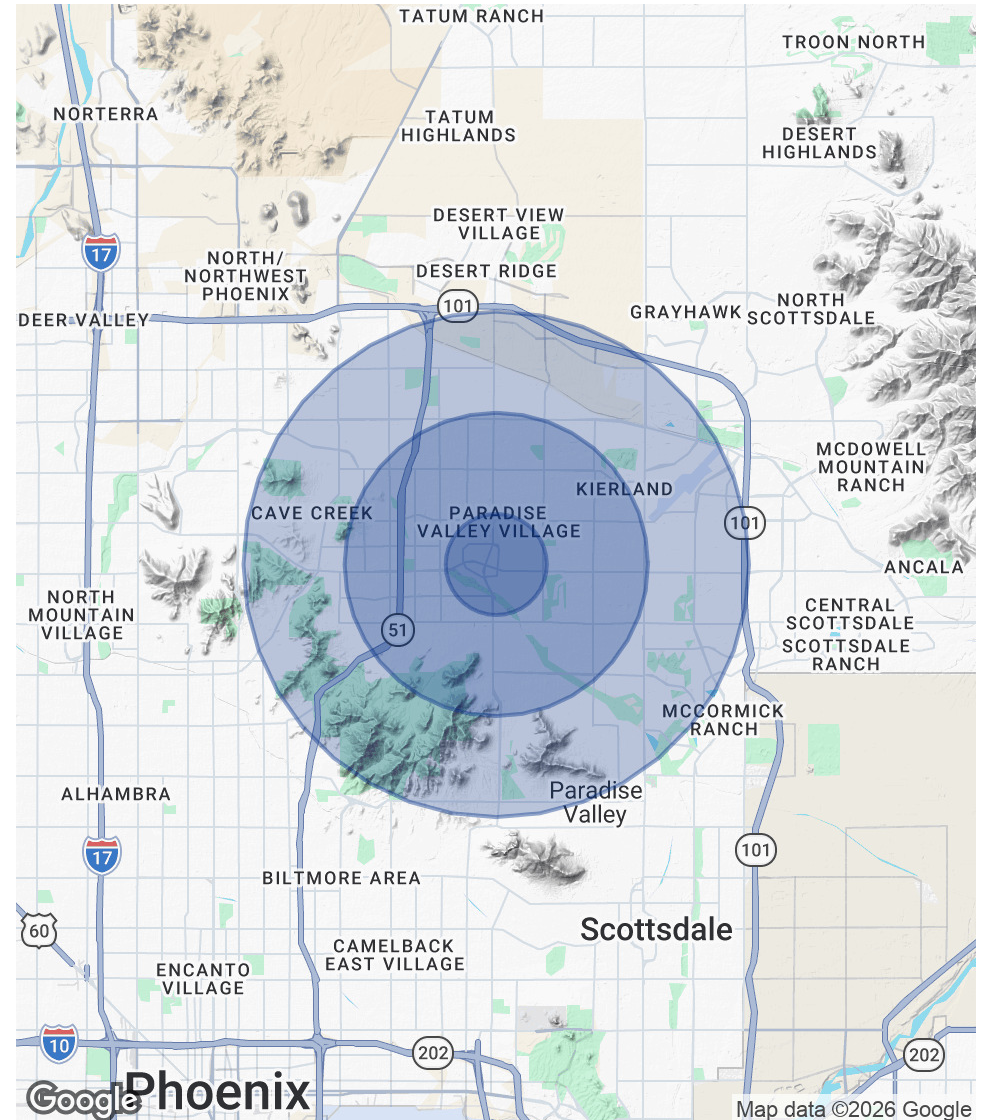 TATUM RANCH
TROON NORTH
NORTERRA
TATUM
HIGHLANDS
DESERT
HIGHLANDS
DESERT VIEW
VILLAGE
17
NORTH/
NORTHWEST
PHOENIX
DESERT RIDGE
101
GRAYHAWK
NORTH
SCOTTSDALE
DEER VALLEY
MCDOWELL
MOUNTAIN
RANCH
KIERLAND
CAVE CREEK
PARADISE
VALLEY VILLAGE
101
ANCALA
NORTH
MOUNTAIN
VILLAGE
51
CENTRAL
SCOTTSDALE
SCOTTSDALE
RANCH
MCCORMICK
RANCH
ALHAMBRA
Paradise
Valley
17
101
BILTMORE AREA
60
Scottsdale
CAMELBACK
EAST VILLAGE
ENCANTO
VILLAGE
10
202
202
Google
Phoenix
Map data ©2026 Google